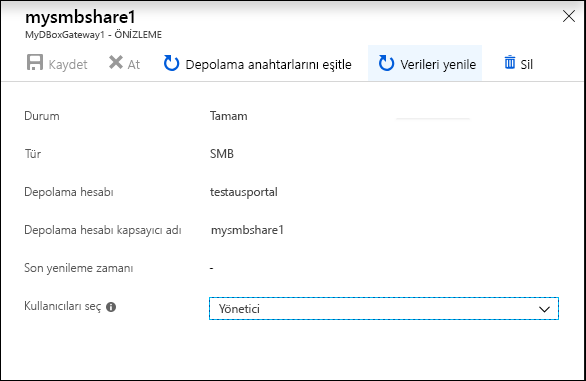 mysmbshare1
MyDBoxGateway1 - ÖNİZLEME
Kaydet At Depolama anahtarlarını eşitle Verileri yenile Sil
Durum Tamam
Tür SMB
Depolama hesabı testausportal
Depolama hesabı kapsayıcı adı mysmbshare1
Son yenileme zamanı -
Kullanıcıları seç Yönetici